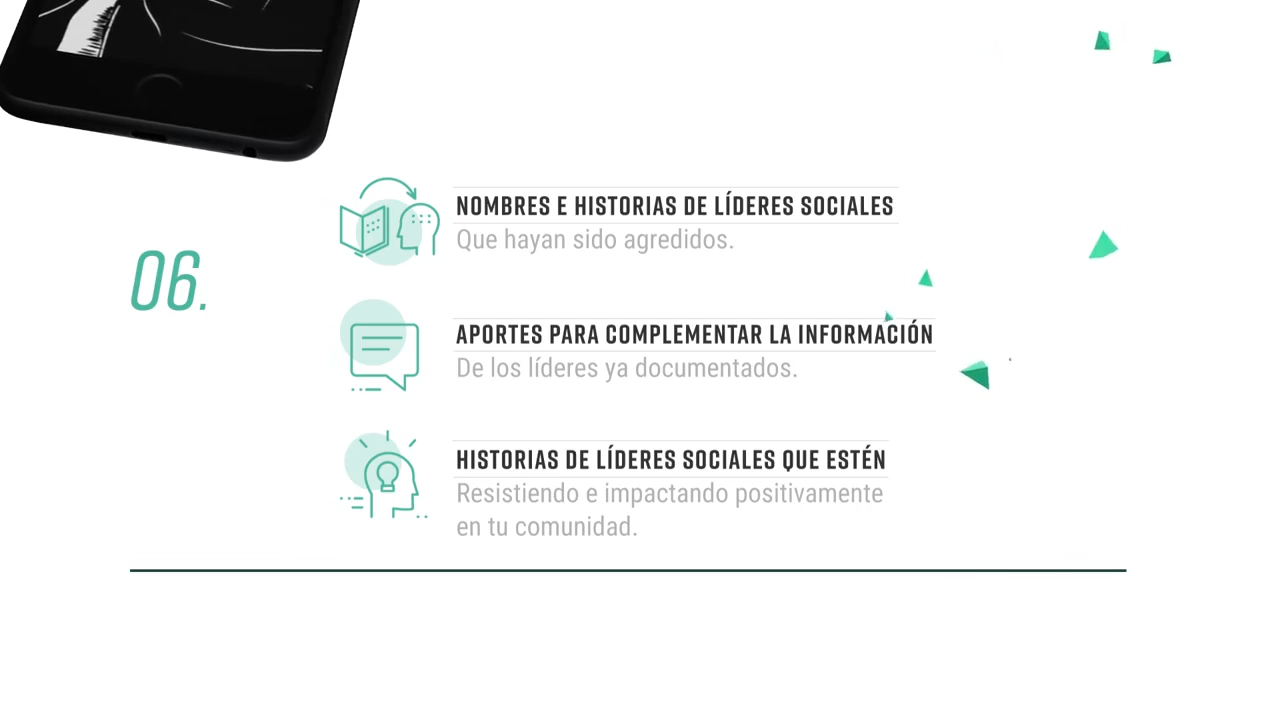 06.
NOMBRES E HISTORIAS DE LÍDERES SOCIALES
Que hayan sido agredidos.
APORTES PARA COMPLEMENTAR LA INFORMACIÓN
De los líderes ya documentados.
HISTORIAS DE LÍDERES SOCIALES QUE ESTÉN
Resistiendo e impactando positivamente
en tu comunidad.